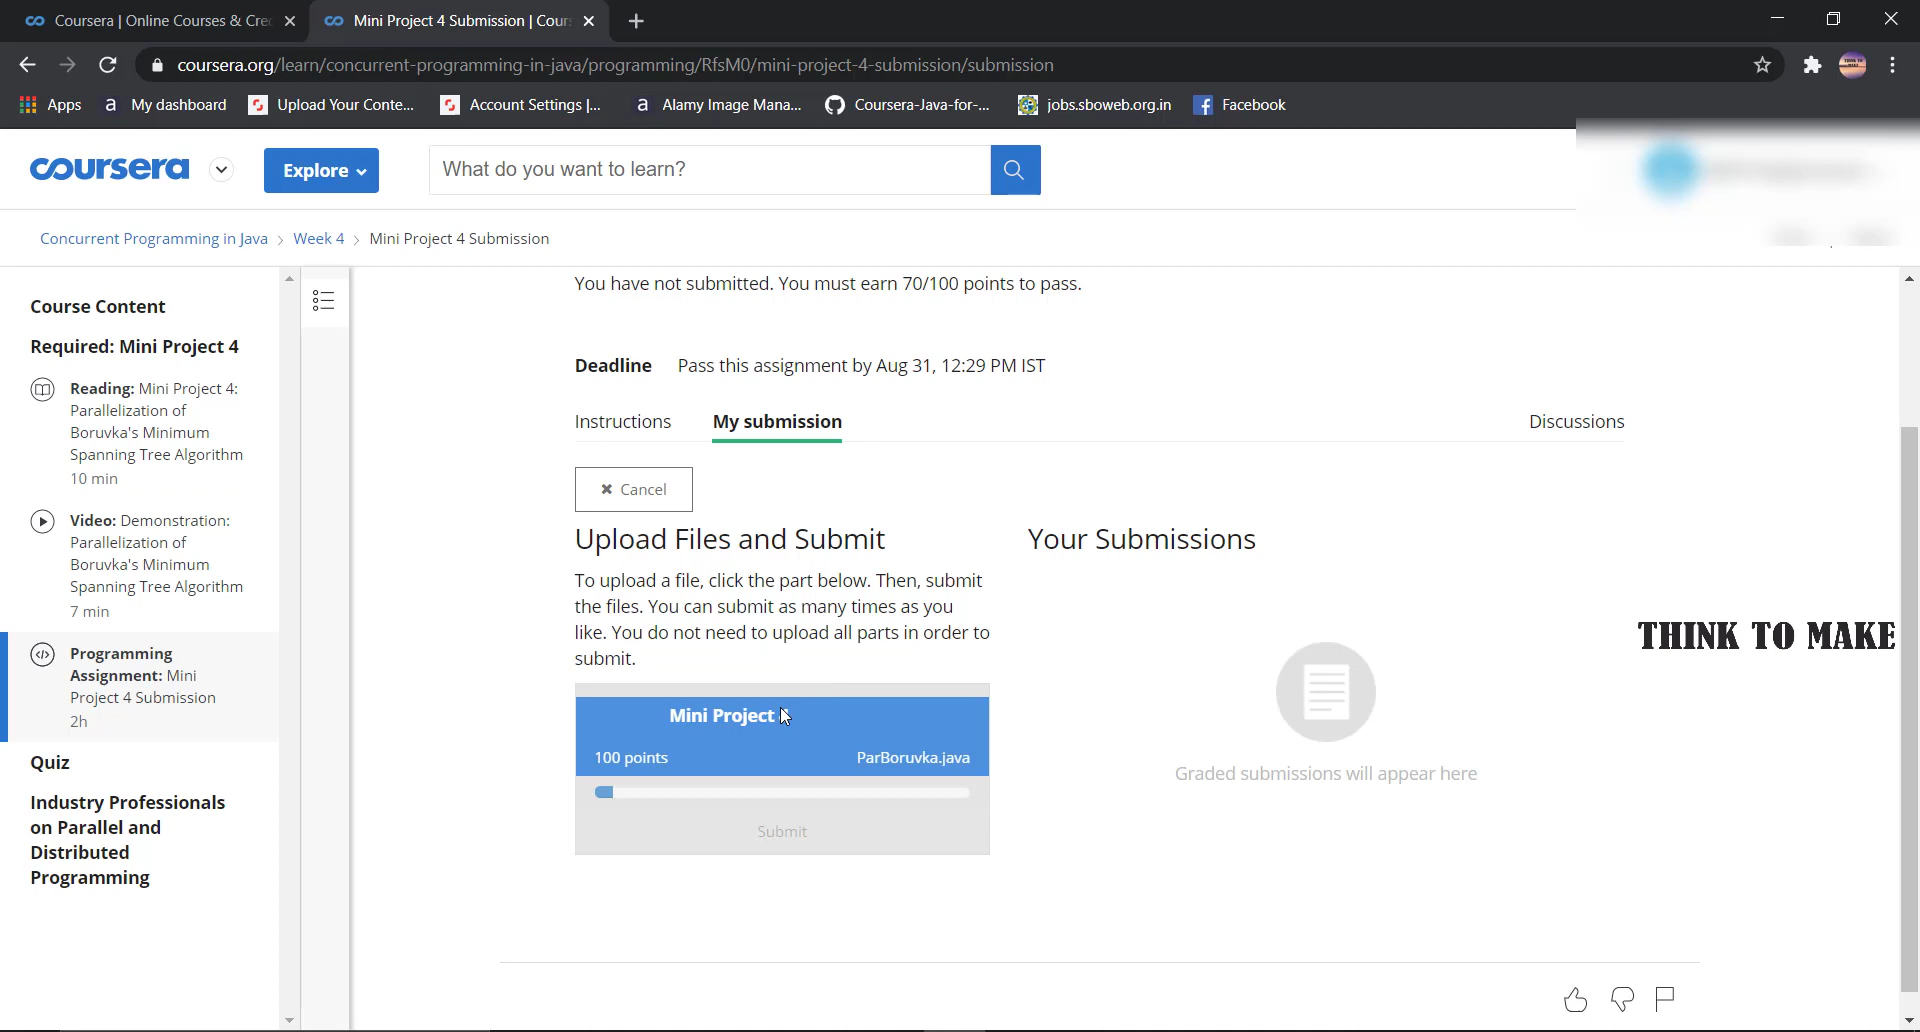 Coursera | Online Courses & Cre
Mini Project 4 Submission | Cour
coursera.org/learn/concurrent-programming-in-java/programming/RfsM0/mini-project-4-submission/submission
Apps
a My dashboard
Upload Your Conte...
Account Settings |...
a Alamy Image Mana...
Coursera-Java-for-...
jobs.sboweb.org.in
Facebook
coursera
Explore
What do you want to learn?
Concurrent Programming in Java > Week 4 > Mini Project 4 Submission
Course Content
Required: Mini Project 4
Reading: Mini Project 4:
Parallelization of
Boruvka's Minimum
Spanning Tree Algorithm
10 min
Video: Demonstration:
Parallelization of
Boruvka's Minimum
Spanning Tree Algorithm
7 min
Programming
Assignment: Mini
Project 4 Submission
2h
Quiz
Industry Professionals
on Parallel and
Distributed
Programming
You have not submitted. You must earn 70/100 points to pass.
Deadline Pass this assignment by Aug 31, 12:29 PM IST
Instructions
My submission
Discussions
Cancel
Upload Files and Submit
To upload a file, click the part below. Then, submit
the files. You can submit as many times as you
like. You do not need to upload all parts in order to
submit.
Mini Project
100 points
ParBoruvka.java
Submit
Your Submissions
Graded submissions will appear here
THINK TO MAKE